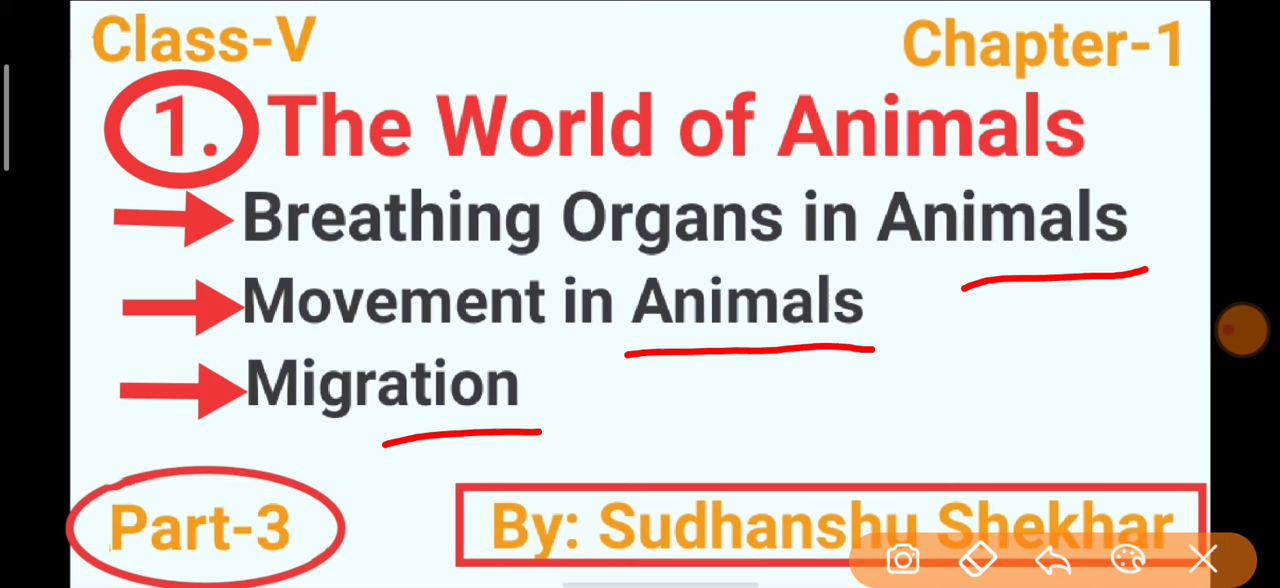 Class-V
Chapter-1
1. The World of Animals
Breathing Organs in Animals
Movement in Animals
Migration
Part-3
By: Sudhanshu Shekhar